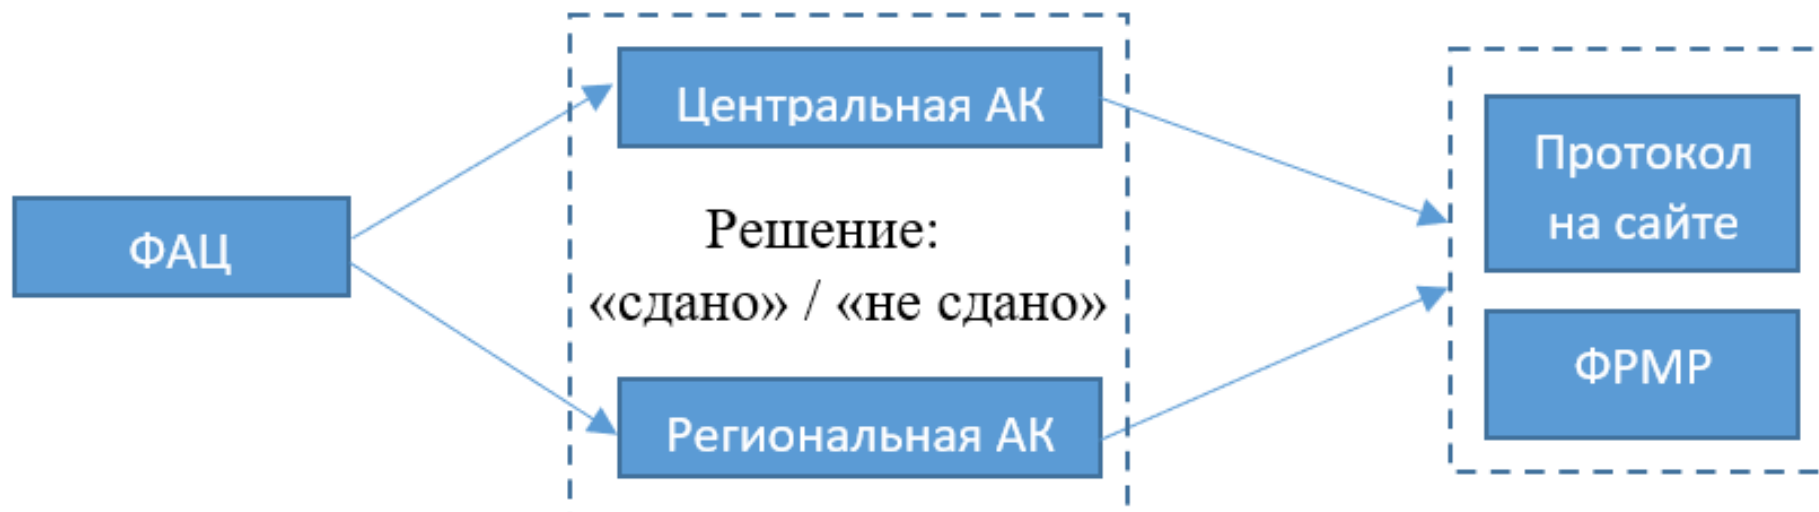 ФАЦ
Центральная АК
Решение:
«сдано» / «не сдано»
Региональная АК
Протокол
на сайте
ФРМР